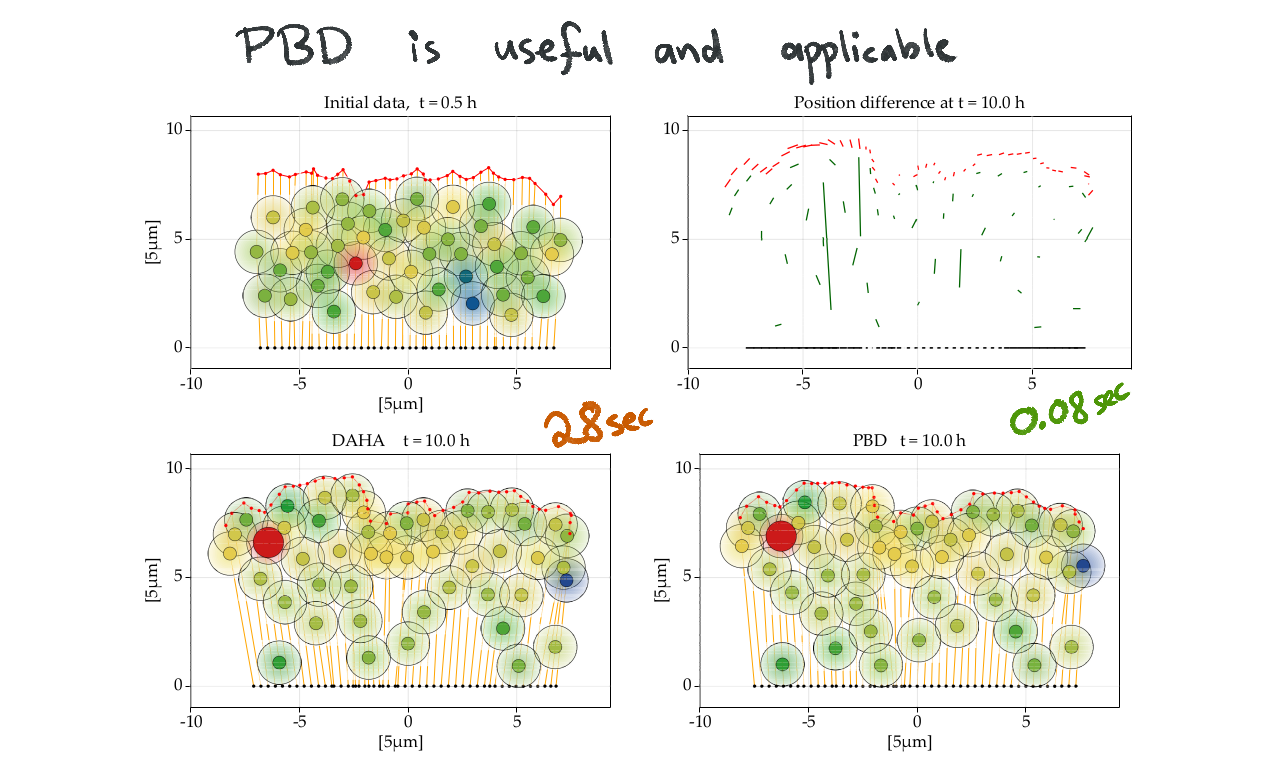 PBD is useful and applicable
Initial data, t = 0.5 h
10
5
0
[5μm]
-10
-5
0
5
[5μm]
Position difference at t = 10.0 h
10
5
0
-10
-5
0
5
28 sec
0.08 sec
DAHA t = 10.0 h
10
5
0
[5μm]
-10
-5
0
5
[5μm]
PBD t = 10.0 h
10
5
0
[5μm]
-10
-5
0
5
[5μm]